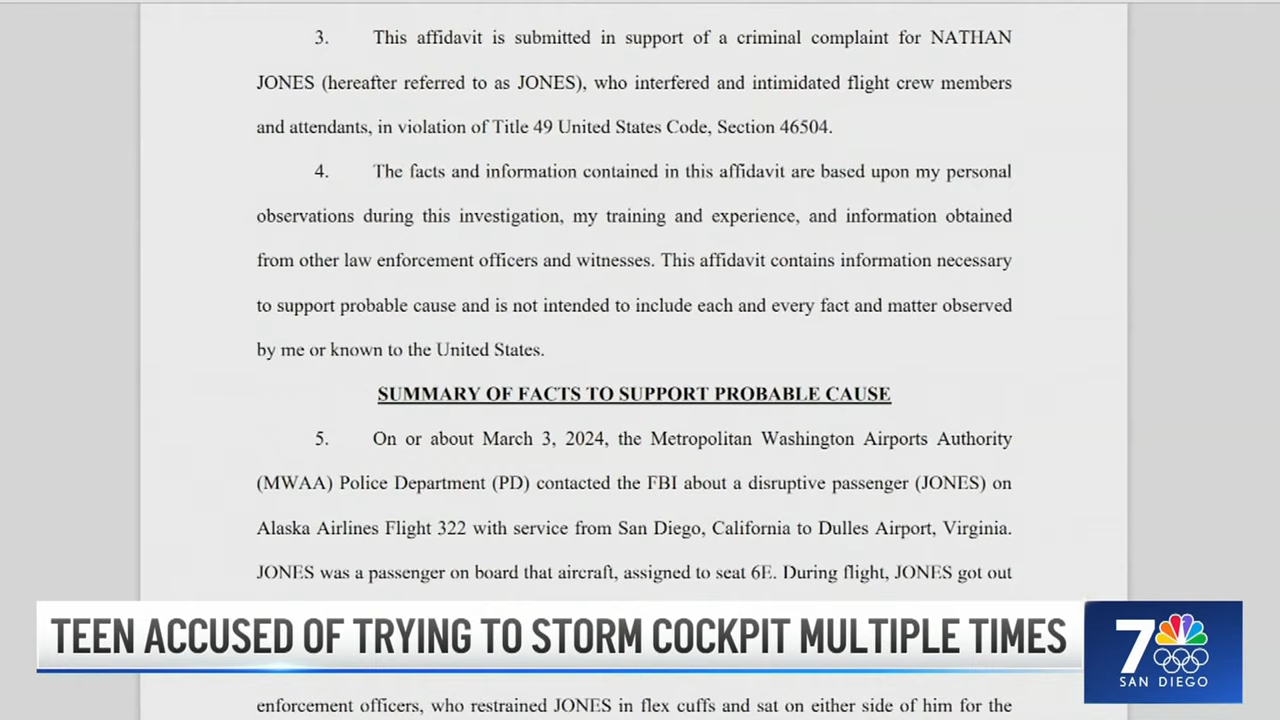 3. This affidavit is submitted in support of a criminal complaint for NATHAN
JONES (hereafter referred to as JONES), who interfered and intimidated flight crew members
and attendants, in violation of Title 49 United States Code, Section 46504.
4. The facts and information contained in this affidavit are based upon my personal
observations during this investigation, my training and experience, and information obtained
from other law enforcement officers and witnesses. This affidavit contains information necessary
to support probable cause and is not intended to include each and every fact and matter observed
by me or known to the United States.
SUMMARY OF FACTS TO SUPPORT PROBABLE CAUSE
5. On or about March 3, 2024, the Metropolitan Washington Airports Authority
(MWAA) Police Department (PD) contacted the FBI about a disruptive passenger (JONES) on
Alaska Airlines Flight 322 with service from San Diego, California to Dulles Airport, Virginia.
JONES was a passenger on board that aircraft, assigned to seat 6E. During flight, JONES got out
TEEN ACCUSED OF TRYING TO STORM COCKPIT MULTIPLE TIMES
7
SAN DIEGO
enforcement officers, who restrained JONES in flex cuffs and sat on either side of him for the